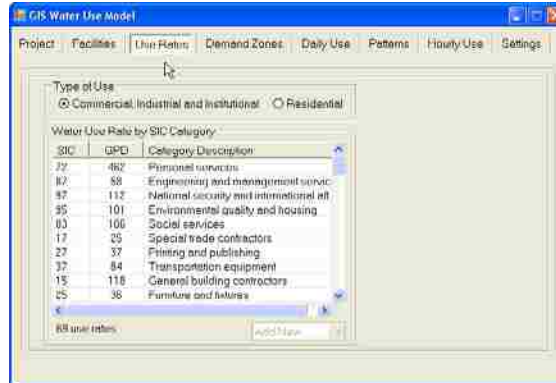 GIS Water Use Model
Project Facilities Use Rates Demand Zones Daily Use Patterns Hourly Use Settings
Type of Use
Commercial, Industrial and Institutional Residential
Water Use Rate by SIC Category
SIC GPD Category Description
72 462 Personal services
87 58 Engineering and management servic
97 112 National security and international aff
95 101 Environmental quality and housing
83 106 Social services
17 25 Special trade contractors
27 37 Printing and publishing
37 84 Transportation equipment
15 118 General building contractors
25 36 Furniture and fixtures
69 use rates Add New